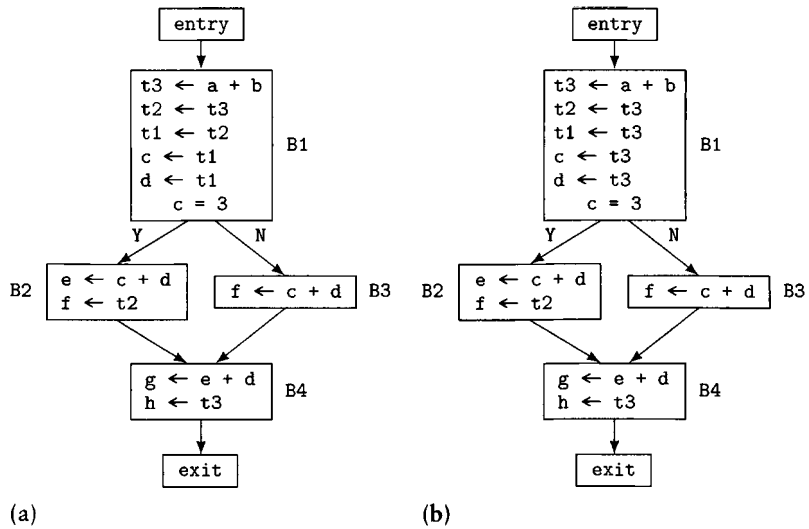 entry
t3 ← a + b
t2 ← t3
t1 ← t2
c ← t1
d ← t1
c = 3
B1
Y
N
B2
e ← c + d
f ← t2
f ← c + d
B3
g ← e + d
h ← t3
B4
exit
(a)
entry
t3 ← a + b
t2 ← t3
t1 ← t3
c ← t3
d ← t3
c = 3
B1
Y
N
B2
e ← c + d
f ← t2
f ← c + d
B3
g ← e + d
h ← t3
B4
exit
(b)